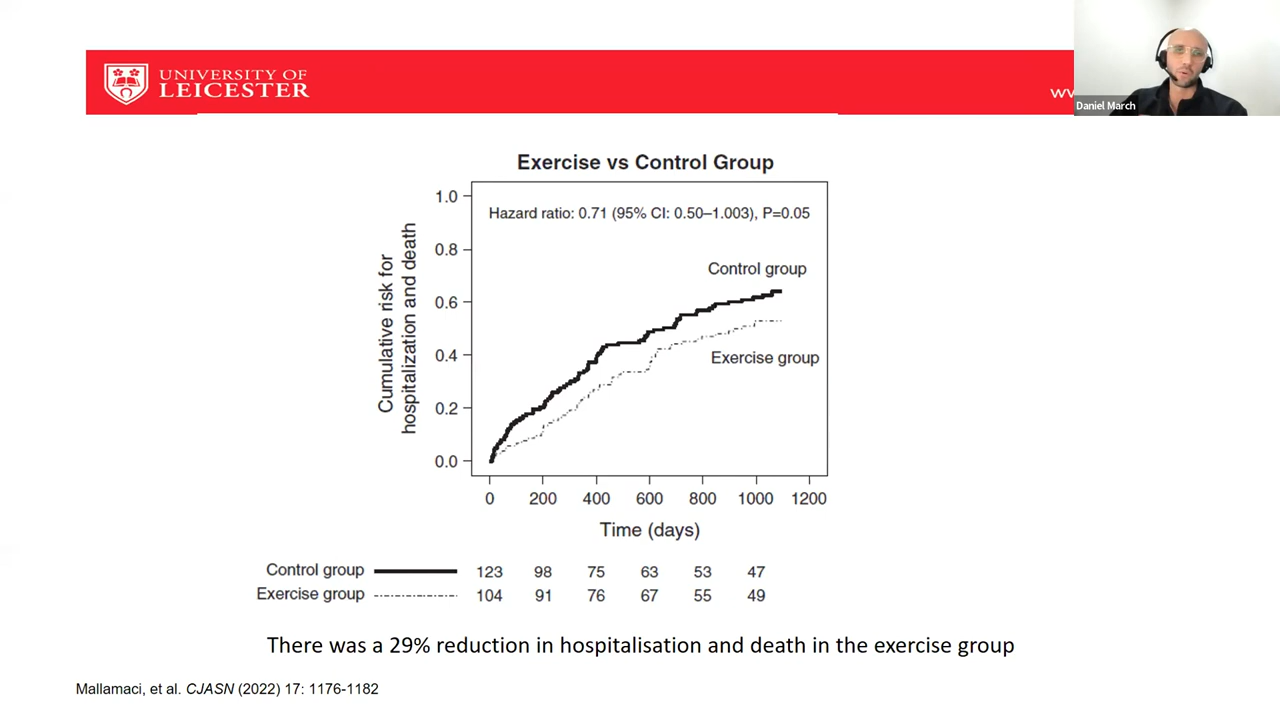 UNIVERSITY OF
LEICESTER
ww
Daniel March
Exercise vs Control Group
Hazard ratio: 0.71 (95% CI: 0.50–1.003), P=0.05
Control group
Exercise group
Cumulative risk for
hospitalization and death
1.0
0.8
0.6
0.4
0.2
0.0
0 200 400 600 800 1000 1200
Time (days)
Control group 123 98 75 63 53 47
Exercise group 104 91 76 67 55 49
There was a 29% reduction in hospitalisation and death in the exercise group
Mallamaci, et al. CJASN (2022) 17: 1176-1182